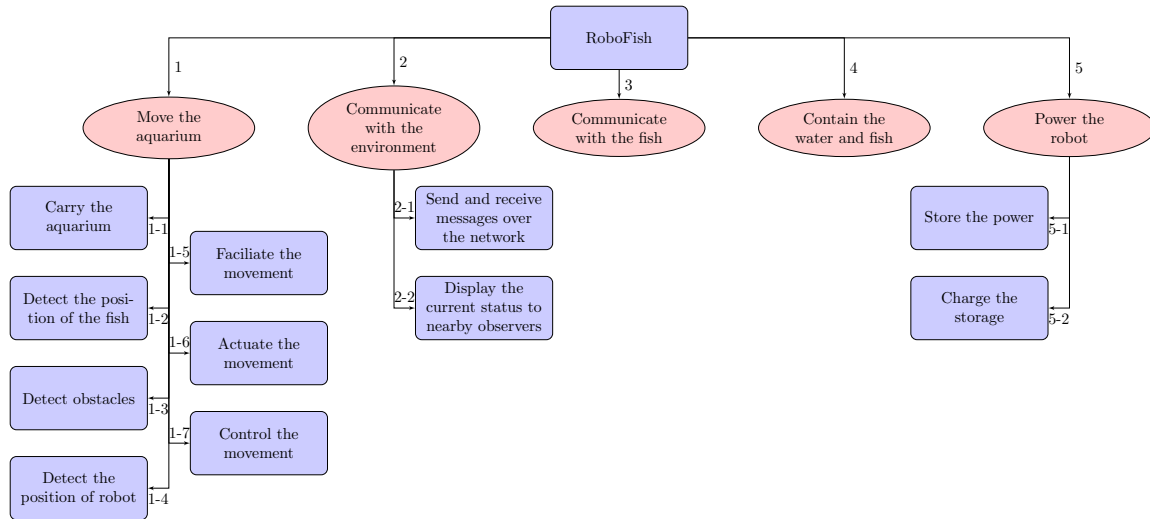 RoboFish
1
2
3
4
5
Move the
aquarium
Communicate
with the
environment
Communicate
with the fish
Contain the
water and fish
Power the
robot
Carry the
aquarium
1-1
1-5
Faciliate the
movement
Detect the posi-
tion of the fish
1-2
1-6
Actuate the
movement
Detect obstacles
1-3
1-7
Control the
movement
Detect the
position of robot
1-4
2-1
Send and receive
messages over
the network
2-2
Display the
current status to
nearby observers
Store the power
5-1
Charge the
storage
5-2